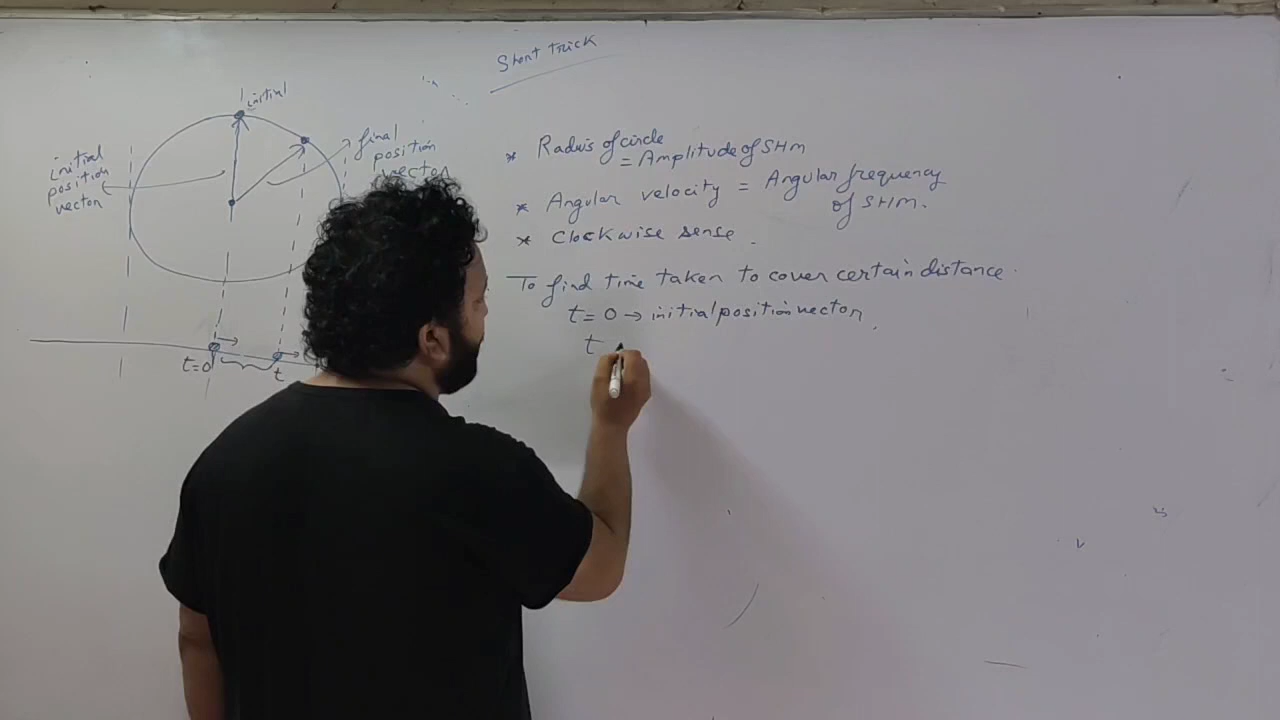 Short trick
initial
initial
position
vector
final
position
vector
t=0
t
* Radius of circle
= Amplitude of SHM
* Angular velocity = Angular frequency
of SHM.
* Clockwise sense.
To find time taken to cover certain distance.
t = 0 → initial position vector.
t